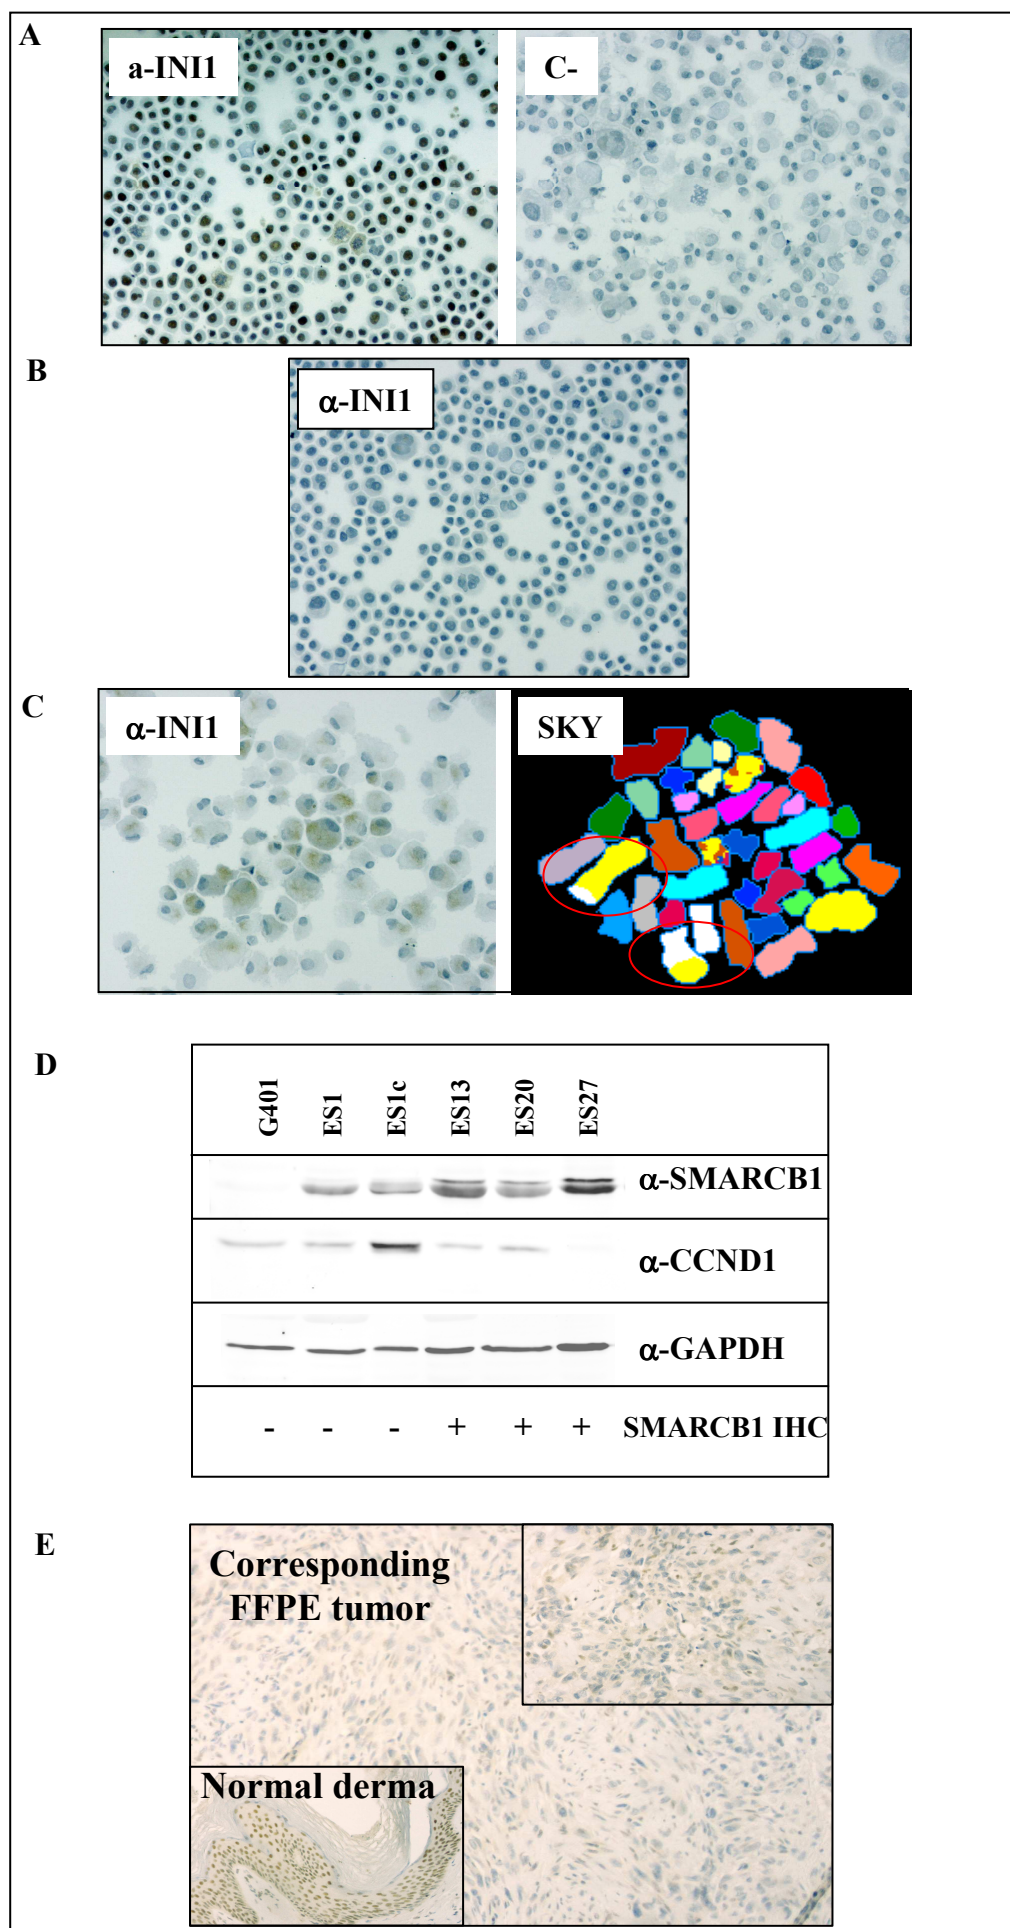 A
a-INI1
C-
B
α-INI1
C
α-INI1
SKY
D
G401
ES1
ES1c
ES13
ES20
ES27
α-SMARCB1
α-CCND1
α-GAPDH
- - - + + + SMARCB1 IHC
E
Corresponding
FFPE tumor
Normal derma